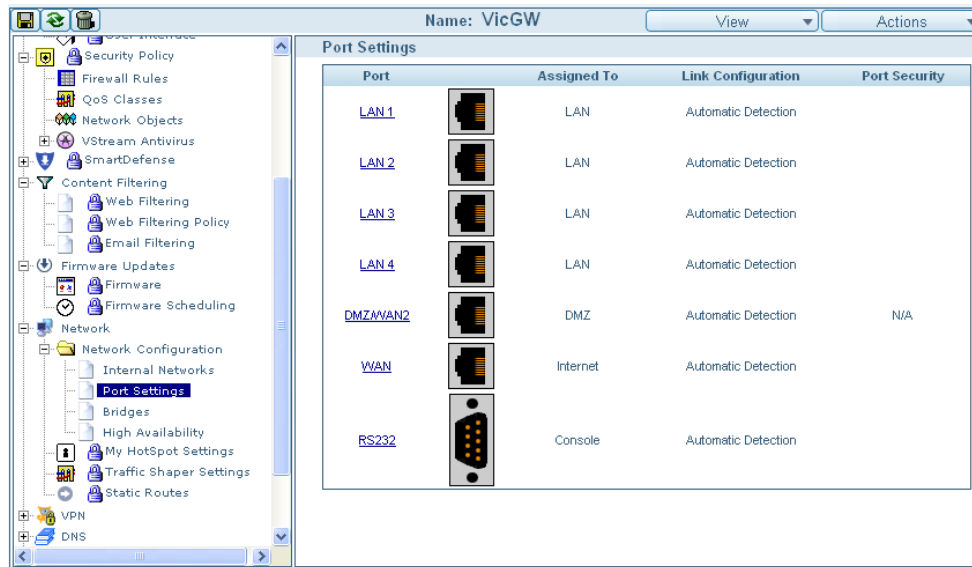 Name: VicGW
View
Actions
User Interface
Security Policy
Firewall Rules
QoS Classes
Network Objects
VStream Antivirus
SmartDefense
Content Filtering
Web Filtering
Web Filtering Policy
Email Filtering
Firmware Updates
Firmware
Firmware Scheduling
Network
Network Configuration
Internal Networks
Port Settings
Bridges
High Availability
My HotSpot Settings
Traffic Shaper Settings
Static Routes
VPN
DNS
Port Settings
Port Assigned To Link Configuration Port Security
LAN 1 LAN Automatic Detection
LAN 2 LAN Automatic Detection
LAN 3 LAN Automatic Detection
LAN 4 LAN Automatic Detection
DMZ/WAN2 DMZ Automatic Detection N/A
WAN Internet Automatic Detection
RS232 Console Automatic Detection